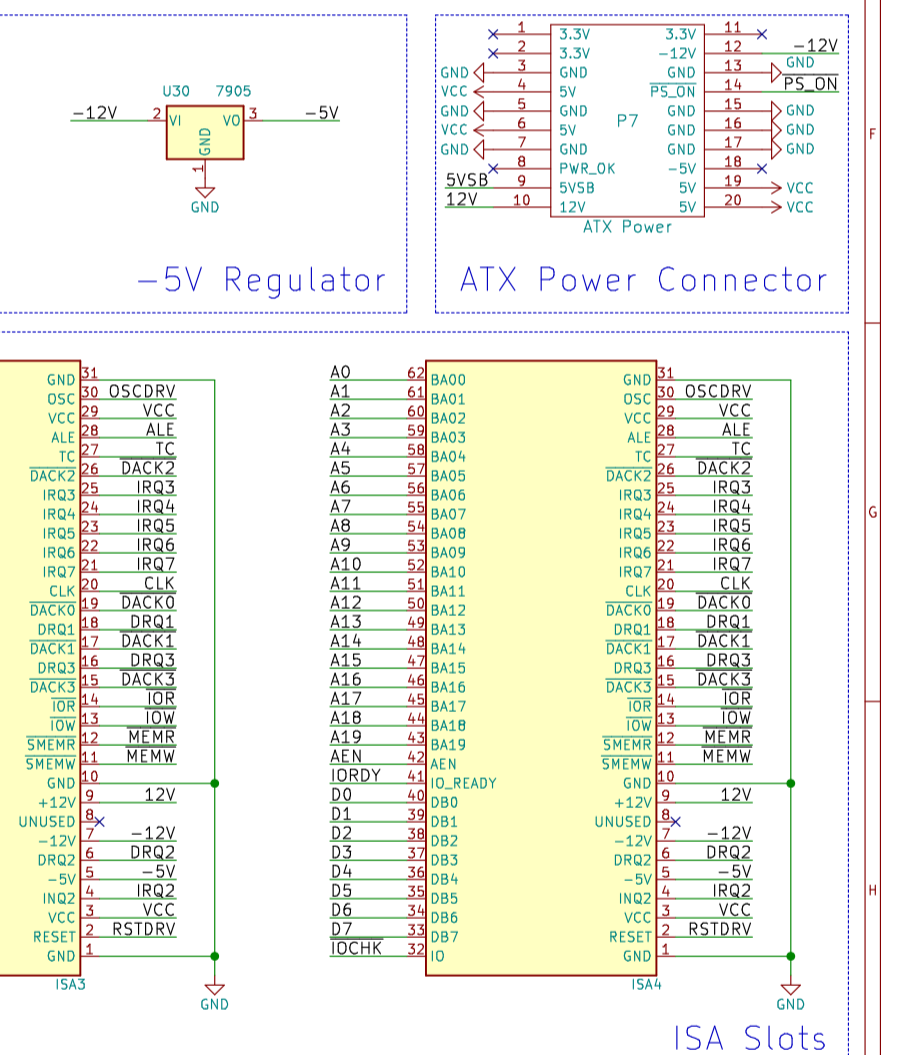 U30 7905
-12V 2 VI VO 3 -5V
GND
1
GND
-5V Regulator
1 3.3V 3.3V 11
2 3.3V -12V 12 -12V
GND 3 GND GND 13 GND
VCC 4 5V PS_ON 14 PS_ON
GND 5 GND GND 15 GND
VCC 6 5V P7 GND 16 GND
GND 7 GND GND 17 GND
8 PWR_OK -5V 18
5VSB 9 5VSB 5V 19 VCC
12V 10 12V 5V 20 VCC
ATX Power
ATX Power Connector
F
GND 31
OSC 30 OSCDRV
VCC 29 VCC
ALE 28 ALE
TC 27 TC
DACK2 26 DACK2
IRQ3 25 IRQ3
IRQ4 24 IRQ4
IRQ5 23 IRQ5
IRQ6 22 IRQ6
IRQ7 21 IRQ7
CLK 20 CLK
DACK0 19 DACK0
DRQ1 18 DRQ1
DACK1 17 DACK1
DRQ3 16 DRQ3
DACK3 15 DACK3
IOR 14 IOR
IOW 13 IOW
SMEMR 12 MEMR
SMEMW 11 MEMW
GND 10
+12V 9 12V
UNUSED 8
-12V 7 -12V
DRQ2 6 DRQ2
-5V 5 -5V
INQ2 4 IRQ2
VCC 3 VCC
RESET 2 RSTDRV
GND 1
ISA3
GND
A0 62 BA00 GND 31
A1 61 BA01 OSC 30 OSCDRV
A2 60 BA02 VCC 29 VCC
A3 59 BA03 ALE 28 ALE
A4 58 BA04 TC 27 TC
A5 57 BA05 DACK2 26 DACK2
A6 56 BA06 IRQ3 25 IRQ3
A7 55 BA07 IRQ4 24 IRQ4
A8 54 BA08 IRQ5 23 IRQ5
A9 53 BA09 IRQ6 22 IRQ6
A10 52 BA10 IRQ7 21 IRQ7
A11 51 BA11 CLK 20 CLK
A12 50 BA12 DACK0 19 DACK0
A13 49 BA13 DRQ1 18 DRQ1
A14 48 BA14 DACK1 17 DACK1
A15 47 BA15 DRQ3 16 DRQ3
A16 46 BA16 DACK3 15 DACK3
A17 45 BA17 IOR 14 IOR
A18 44 BA18 IOW 13 IOW
A19 43 BA19 SMEMR 12 MEMR
AEN 42 AEN SMEMW 11 MEMW
IORDY 41 IO_READY GND 10
D0 40 DB0 +12V 9 12V
D1 39 DB1 UNUSED 8
D2 38 DB2 -12V 7 -12V
D3 37 DB3 DRQ2 6 DRQ2
D4 36 DB4 -5V 5 -5V
D5 35 DB5 INQ2 4 IRQ2
D6 34 DB6 VCC 3 VCC
D7 33 DB7 RESET 2 RSTDRV
IOCHK 32 IO GND 1
ISA4
GND
ISA Slots
G
H